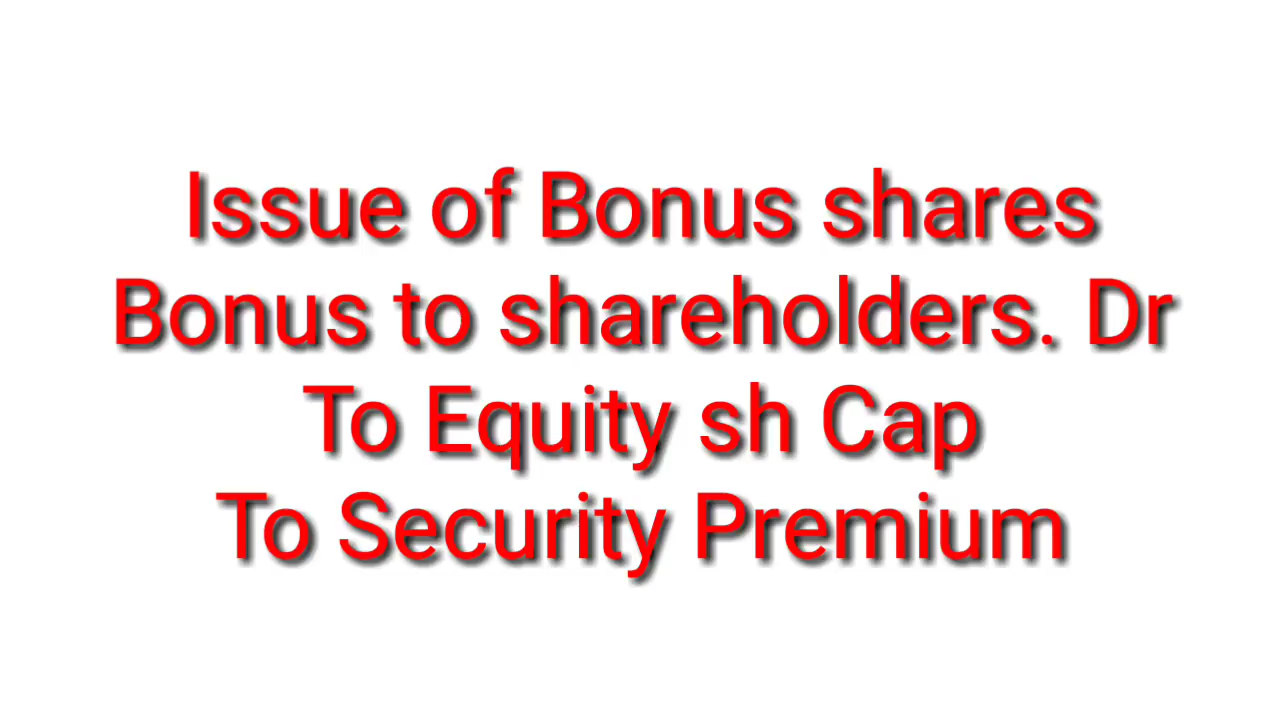 Issue of Bonus shares
Bonus to shareholders. Dr
To Equity sh Cap
To Security Premium